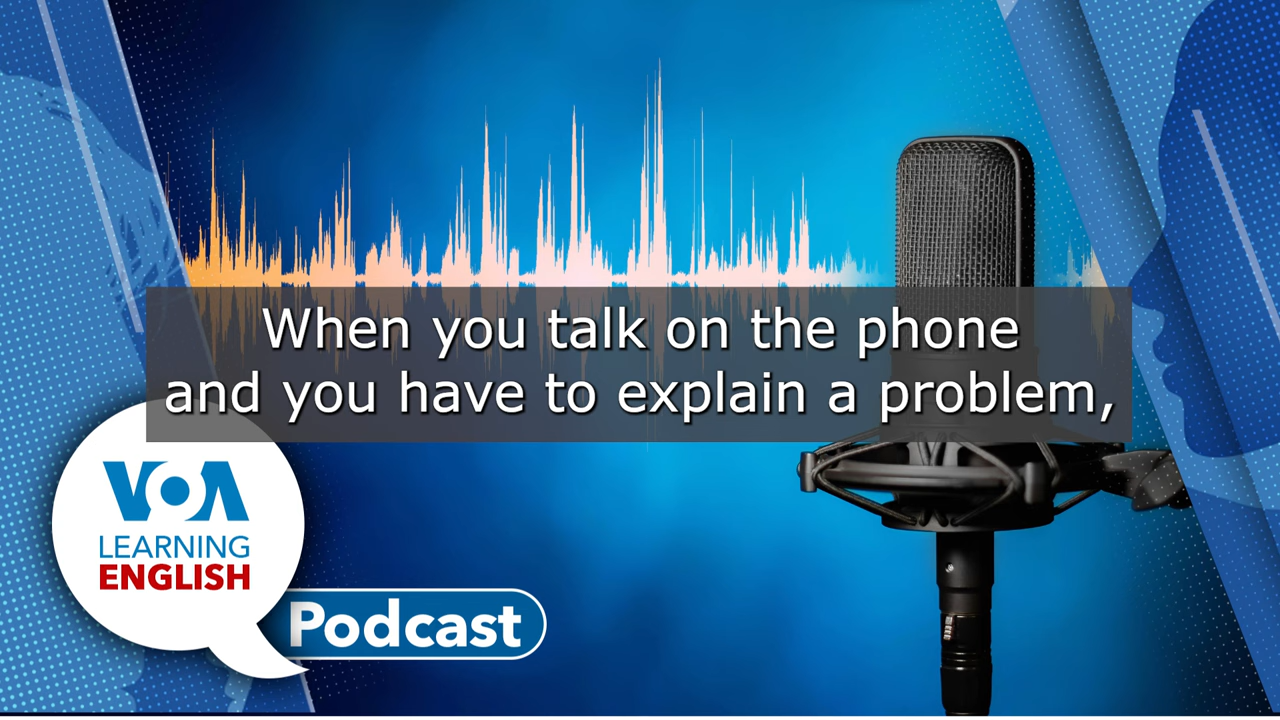 When you talk on the phone
and you have to explain a problem,
VOA
LEARNING
ENGLISH
Podcast